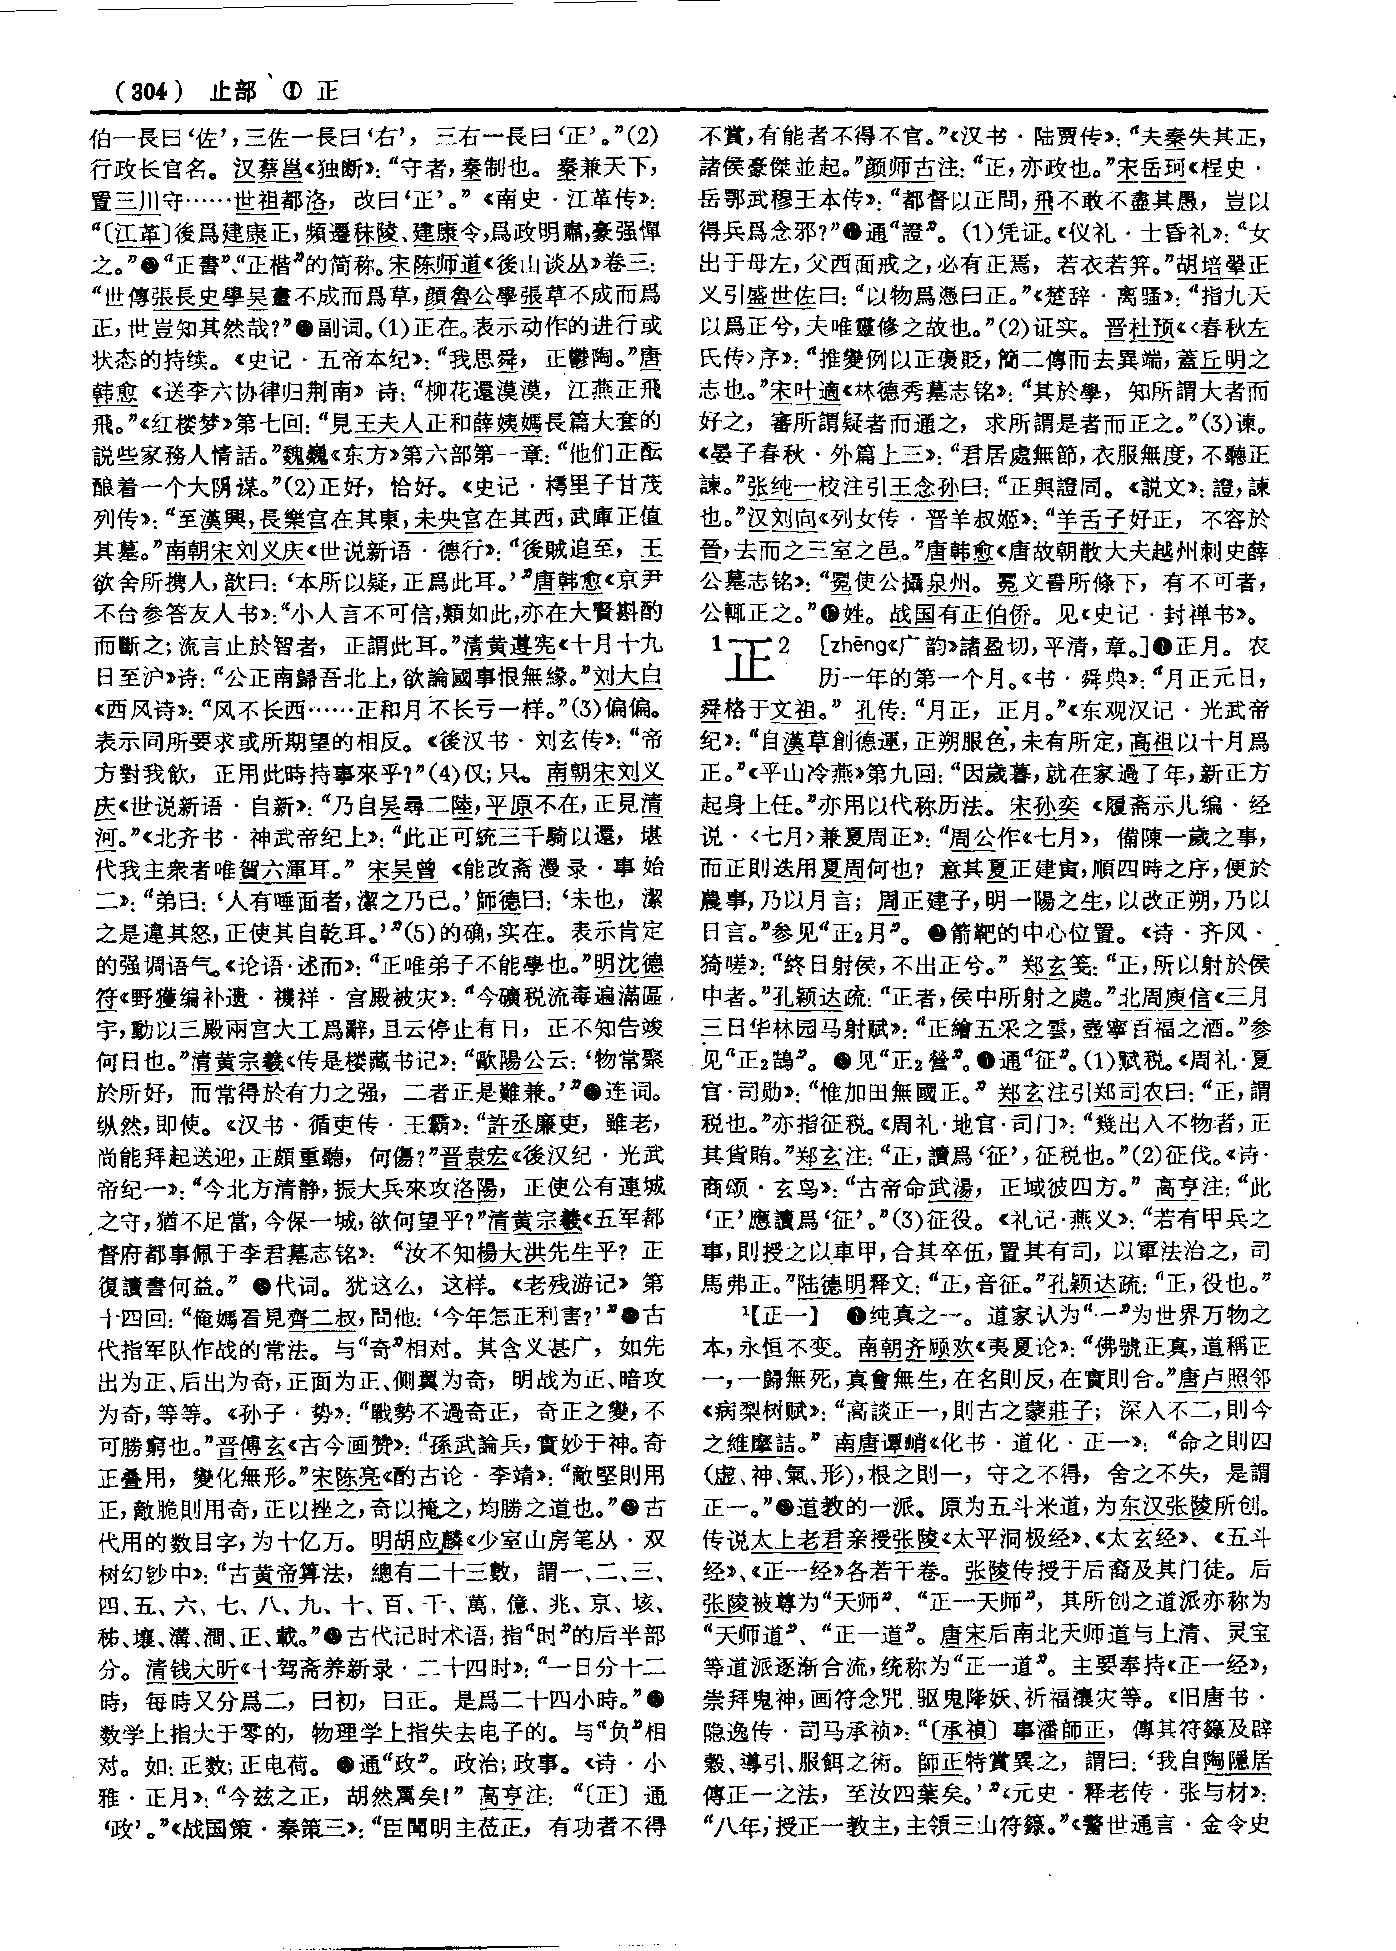 (304) 止部 ① 正
伯一長曰‘佐’，三佐一長曰‘右’，三右一長曰‘正’。”(2)
行政长官名。汉蔡邕《独断》：“守者，秦制也。秦兼天下，
置三川守……世祖都洛，改曰‘正’。”《南史·江革传》：
“〔江革〕後爲建康正，頻遷秣陵、建康令，爲政明肅，豪强憚
之。”●“正書”、“正楷”的简称。宋陈师道《後山谈丛》卷三：
“世傳張長史學吴畫不成而爲草，顔魯公學張草不成而爲
正，世豈知其然哉？”●副词。(1)正在。表示动作的进行或
状态的持续。《史记·五帝本纪》：“我思舜，正鬱陶。”唐
韩愈《送李六协律归荆南》诗：“柳花還漠漠，江燕正飛
飛。”《红楼梦》第七回：“見王夫人正和薛姨媽長篇大套的
説些家務人情話。”魏巍《东方》第六部第一章：“他们正酝
酿着一个大阴谋。”(2)正好，恰好。《史记·樗里子甘茂
列传》：“至漢興，長樂宫在其東，未央宫在其西，武庫正值
其墓。”南朝宋刘义庆《世说新语·德行》：“後賊追至，王
欲舍所携人，歆曰：‘本所以疑，正爲此耳。’”唐韩愈《京尹
不台参答友人书》：“小人言不可信，類如此，亦在大賢斟酌
而斷之；流言止於智者，正謂此耳。”清黄遵宪《十月十九
日至沪》诗：“公正南歸吾北上，欲論國事恨無緣。”刘大白
《西风诗》：“风不长西……正和月不长亏一样。”(3)偏偏。
表示同所要求或所期望的相反。《後汉书·刘玄传》：“帝
方對我飲，正用此時持事來乎？”(4)仅；只。南朝宋刘义
庆《世说新语·自新》：“乃自吴尋二陸，平原不在，正見清
河。”《北齐书·神武帝纪上》：“此正可統三千騎以還，堪
代我主衆者唯賀六渾耳。”宋吴曾《能改斋漫录·事始
二》：“弟曰：‘人有唾面者，潔之乃已。’師德曰：‘未也，潔
之是違其怒，正使其自乾耳。’”(5)的确，实在。表示肯定
的强调语气。《论语·述而》：“正唯弟子不能學也。”明沈德
符《野獲编补遗·禨祥·宫殿被灾》：“今礦税流毒遍滿區
宇，動以三殿兩宫大工爲辭，且云停止有日，正不知告竣
何日也。”清黄宗羲《传是楼藏书记》：“歐陽公云：‘物常聚
於所好，而常得於有力之强，二者正是難兼。’”●连词。
纵然，即使。《汉书·循吏传·王霸》：“許丞廉吏，雖老，
尚能拜起送迎，正頗重聽，何傷？”晋袁宏《後汉纪·光武
帝纪一》：“今北方清静，振大兵來攻洛陽，正使公有連城
之守，猶不足當，今保一城，欲何望乎？”清黄宗羲《五军都
督府都事佩于李君墓志铭》：“汝不知楊大洪先生乎？正
復讀書何益。”●代词。犹这么，这样。《老残游记》第
十四回：“俺媽看見齊二叔，問他：‘今年怎正利害？’”●古
代指军队作战的常法。与“奇”相对。其含义甚广，如先
出为正、后出为奇，正面为正、侧翼为奇，明战为正、暗攻
为奇，等等。《孙子·势》：“戰勢不過奇正，奇正之變，不
可勝窮也。”晋傅玄《古今画赞》：“孫武論兵，實妙于神。奇
正叠用，變化無形。”宋陈亮《酌古论·李靖》：“敵堅則用
正，敵脆則用奇，正以挫之，奇以掩之，均勝之道也。”●古
代用的数目字，为十亿万。明胡应麟《少室山房笔丛·双
树幻钞中》：“古黄帝算法，總有二十三數，謂一、二、三、
四、五、六、七、八、九、十、百、千、萬、億、兆、京、垓、
秭、壤、溝、澗、正、載。”●古代记时术语，指“时”的后半部
分。清钱大昕《十驾斋养新录·二十四时》：“一日分十二
時，每時又分爲二，曰初，曰正。是爲二十四小時。”●
数学上指大于零的，物理学上指失去电子的。与“负”相
对。如：正数；正电荷。●通“政”。政治；政事。《诗·小
雅·正月》：“今兹之正，胡然厲矣！”高亨注：“〔正〕通
‘政’。”《战国策·秦策三》：“臣聞明主莅正，有功者不得
不賞，有能者不得不官。”《汉书·陆贾传》：“夫秦失其正，
諸侯豪傑並起。”颜师古注：“正，亦政也。”宋岳珂《桯史·
岳鄂武穆王本传》：“都督以正問，飛不敢不盡其愚，豈以
得兵爲念邪？”●通“證”。(1)凭证。《仪礼·士昏礼》：“女
出于母左，父西面戒之，必有正焉，若衣若笄。”胡培翬正
义引盛世佐曰：“以物爲憑曰正。”《楚辞·离骚》：“指九天
以爲正兮，夫唯靈修之故也。”(2)证实。晋杜预《〈春秋左
氏传〉序》：“推變例以正褒貶，簡二傳而去異端，蓋丘明之
志也。”宋叶適《林德秀墓志铭》：“其於學，知所謂大者而
好之，審所謂疑者而通之，求所謂是者而正之。”(3)谏。
《晏子春秋·外篇上三》：“君居處無節，衣服無度，不聽正
諫。”张纯一校注引王念孙曰：“正與證同。《説文》：證，諫
也。”汉刘向《列女传·晋羊叔姬》：“羊舌子好正，不容於
晉，去而之三室之邑。”唐韩愈《唐故朝散大夫越州刺史薛
公墓志铭》：“冕使公攝泉州。冕文書所條下，有不可者，
公輒正之。”●姓。战国有正伯侨。见《史记·封禅书》。
1正2 [zhēng《广韵》諸盈切，平清，章。]❶正月。农
历一年的第一个月。《书·舜典》：“月正元日，
舜格于文祖。”孔传：“月正，正月。”《东观汉记·光武帝
纪》：“自漢草創德運，正朔服色，未有所定，高祖以十月爲
正。”《平山冷燕》第九回：“因歲暮，就在家過了年，新正方
起身上任。”亦用以代称历法。宋孙奕《履斋示儿编·经
说·〈七月〉兼夏周正》：“周公作《七月》，備陳一歲之事，
而正則迭用夏周何也？意其夏正建寅，順四時之序，便於
農事，乃以月言；周正建子，明一陽之生，以改正朔，乃以
日言。”参见“正2月”。❷箭靶的中心位置。《诗·齐风·
猗嗟》：“終日射侯，不出正兮。”郑玄笺：“正，所以射於侯
中者。”孔颖达疏：“正者，侯中所射之處。”北周庾信《三月
三日华林园马射赋》：“正繪五采之雲，壺寧百福之酒。”参
见“正2鵠”。❸见“正2營”。❹通“征”。(1)赋税。《周礼·夏
官·司勋》：“惟加田無國正。”郑玄注引郑司农曰：“正，謂
税也。”亦指征税。《周礼·地官·司门》：“幾出入不物者，正
其貨賄。”郑玄注：“正，讀爲‘征’，征税也。”(2)征伐。《诗·
商颂·玄鸟》：“古帝命武湯，正域彼四方。”高亨注：“此
‘正’應讀爲‘征’。”(3)征役。《礼记·燕义》：“若有甲兵之
事，則授之以車甲，合其卒伍，置其有司，以軍法治之，司
馬弗正。”陆德明释文：“正，音征。”孔颖达疏：“正，役也。”
1【正一】 ❶纯真之一。道家认为“一”为世界万物之
本，永恒不变。南朝齐顾欢《夷夏论》：“佛號正真，道稱正
一，一歸無死，真會無生，在名則反，在實則合。”唐卢照邻
《病梨树赋》：“高談正一，則古之蒙莊子；深入不二，則今
之維摩詰。”南唐谭峭《化书·道化·正一》：“命之則四
(虚、神、氣、形)，根之則一，守之不得，舍之不失，是謂
正一。”❷道教的一派。原为五斗米道，为东汉张陵所创。
传说太上老君亲授张陵《太平洞极经》、《太玄经》、《五斗
经》、《正一经》各若干卷。张陵传授于后裔及其门徒。后
张陵被尊为“天师”、“正一天师”，其所创之道派亦称为
“天师道”、“正一道”。唐宋后南北天师道与上清、灵宝
等道派逐渐合流，统称为“正一道”。主要奉持《正一经》，
崇拜鬼神，画符念咒、驱鬼降妖、祈福禳灾等。《旧唐书·
隐逸传·司马承祯》：“〔承禎〕事潘師正，傳其符籙及辟
穀、導引、服餌之術。師正特賞異之，謂曰：‘我自陶隱居
傳正一之法，至汝四葉矣。’”《元史·释老传·张与材》：
“八年，授正一教主，主領三山符籙。”《警世通言·金令史